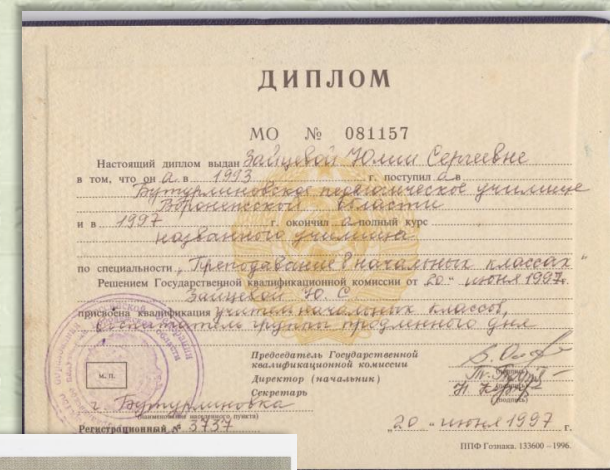 ДИПЛОМ
МО № 081157
Настоящий диплом выдан Зайцевой Юлии Сергеевне
в том, что он а в 1993 г. поступил а в
Бутурлиновское педагогическое училище
Воронежской области
и в 1997 г. окончил а полный курс
названного училища
по специальности „Преподавание в начальных классах"
Решением Государственной квалификационной комиссии от 20 июня 1997г.
Зайцевой Ю. С.
присвоена квалификация учитель начальных классов,
воспитатель группы продленного дня
Председатель Государственной
квалификационной комиссии
Директор (начальник)
Секретарь
М.П.
г. Бутурлиновка
(наименование населенного пункта)
Регистрационный № 3737
„20" июня 1997 г.
ППФ Гознака. 133600 – 1996.